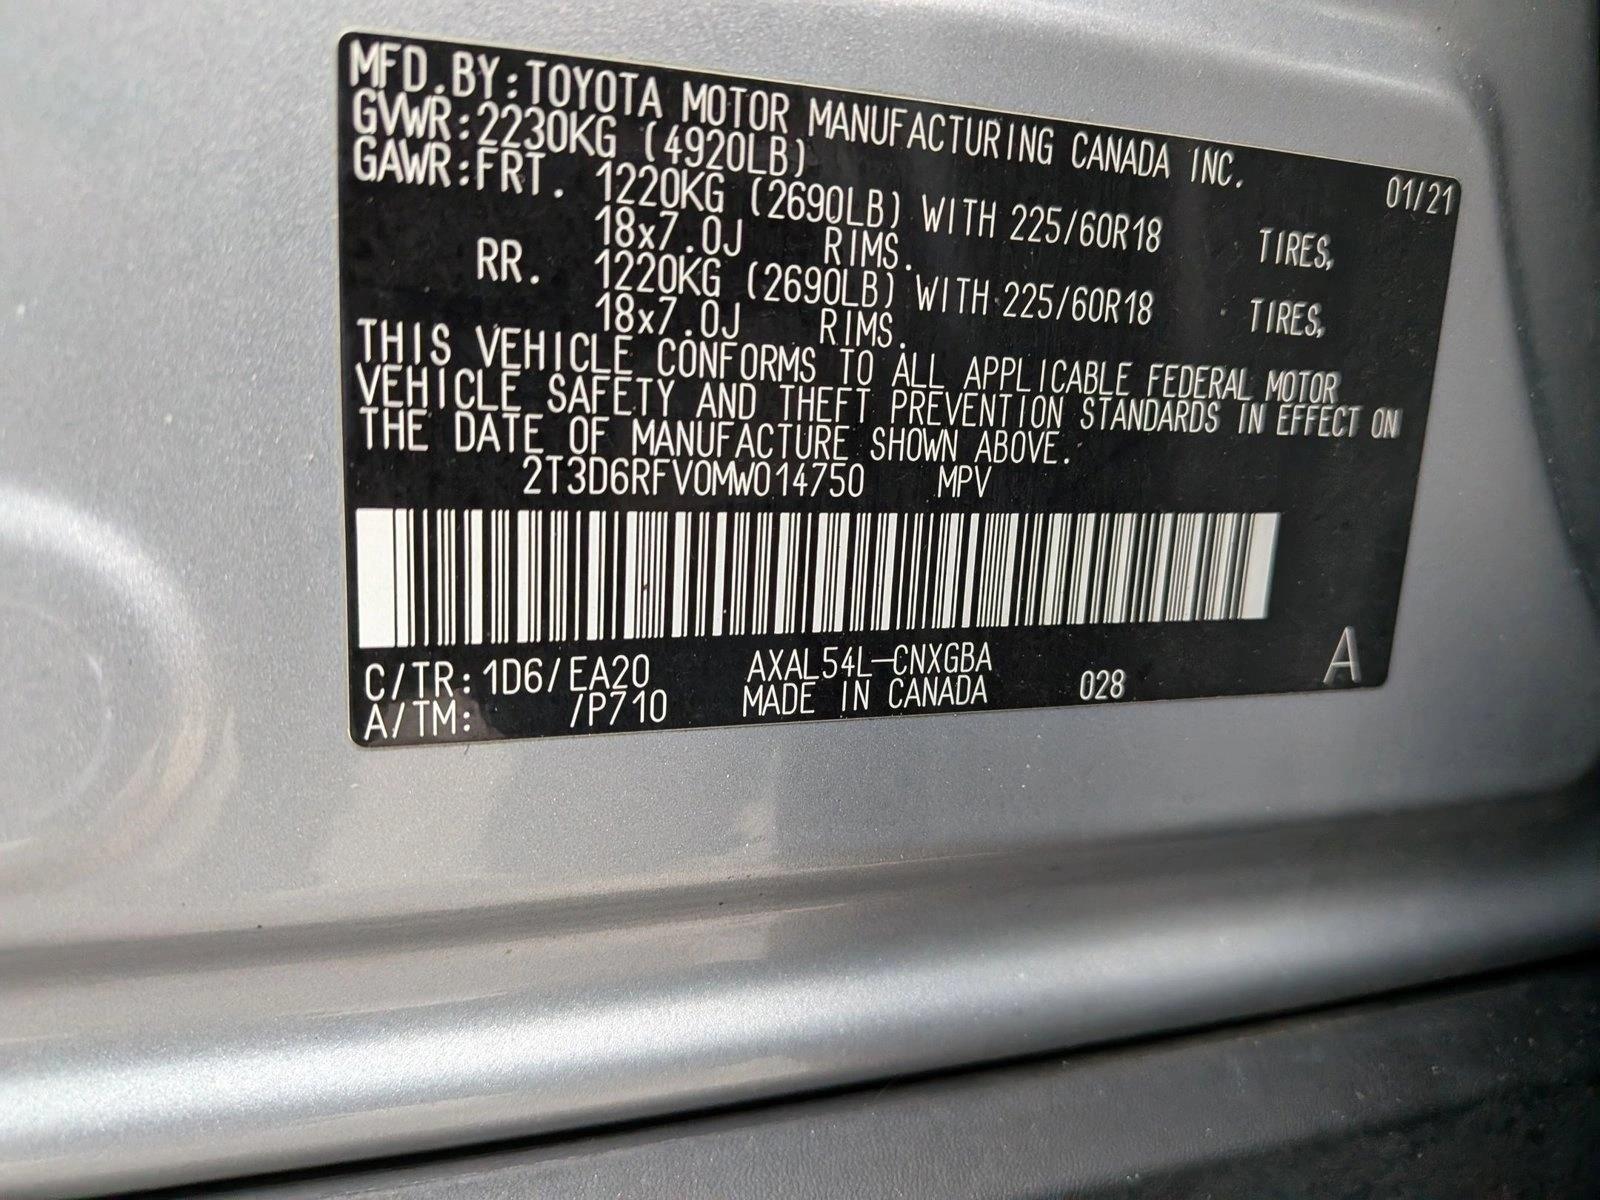 MFD.BY:TOYOTA MOTOR MANUFACTURING CANADA INC. 01/21
GVWR:2230KG (4920LB)
GAWR:FRT. 1220KG (2690LB) WITH 225/60R18 TIRES,
18x7.0J RIMS.
RR. 1220KG (2690LB) WITH 225/60R18 TIRES,
18x7.0J RIMS.
THIS VEHICLE CONFORMS TO ALL APPLICABLE FEDERAL MOTOR
VEHICLE SAFETY AND THEFT PREVENTION STANDARDS IN EFFECT ON
THE DATE OF MANUFACTURE SHOWN ABOVE.
2T3D6RFV0MW014750 MPV
C/TR:1D6/EA20 AXAL54L-CNXGBA
A/TM: /P710 MADE IN CANADA 028 A